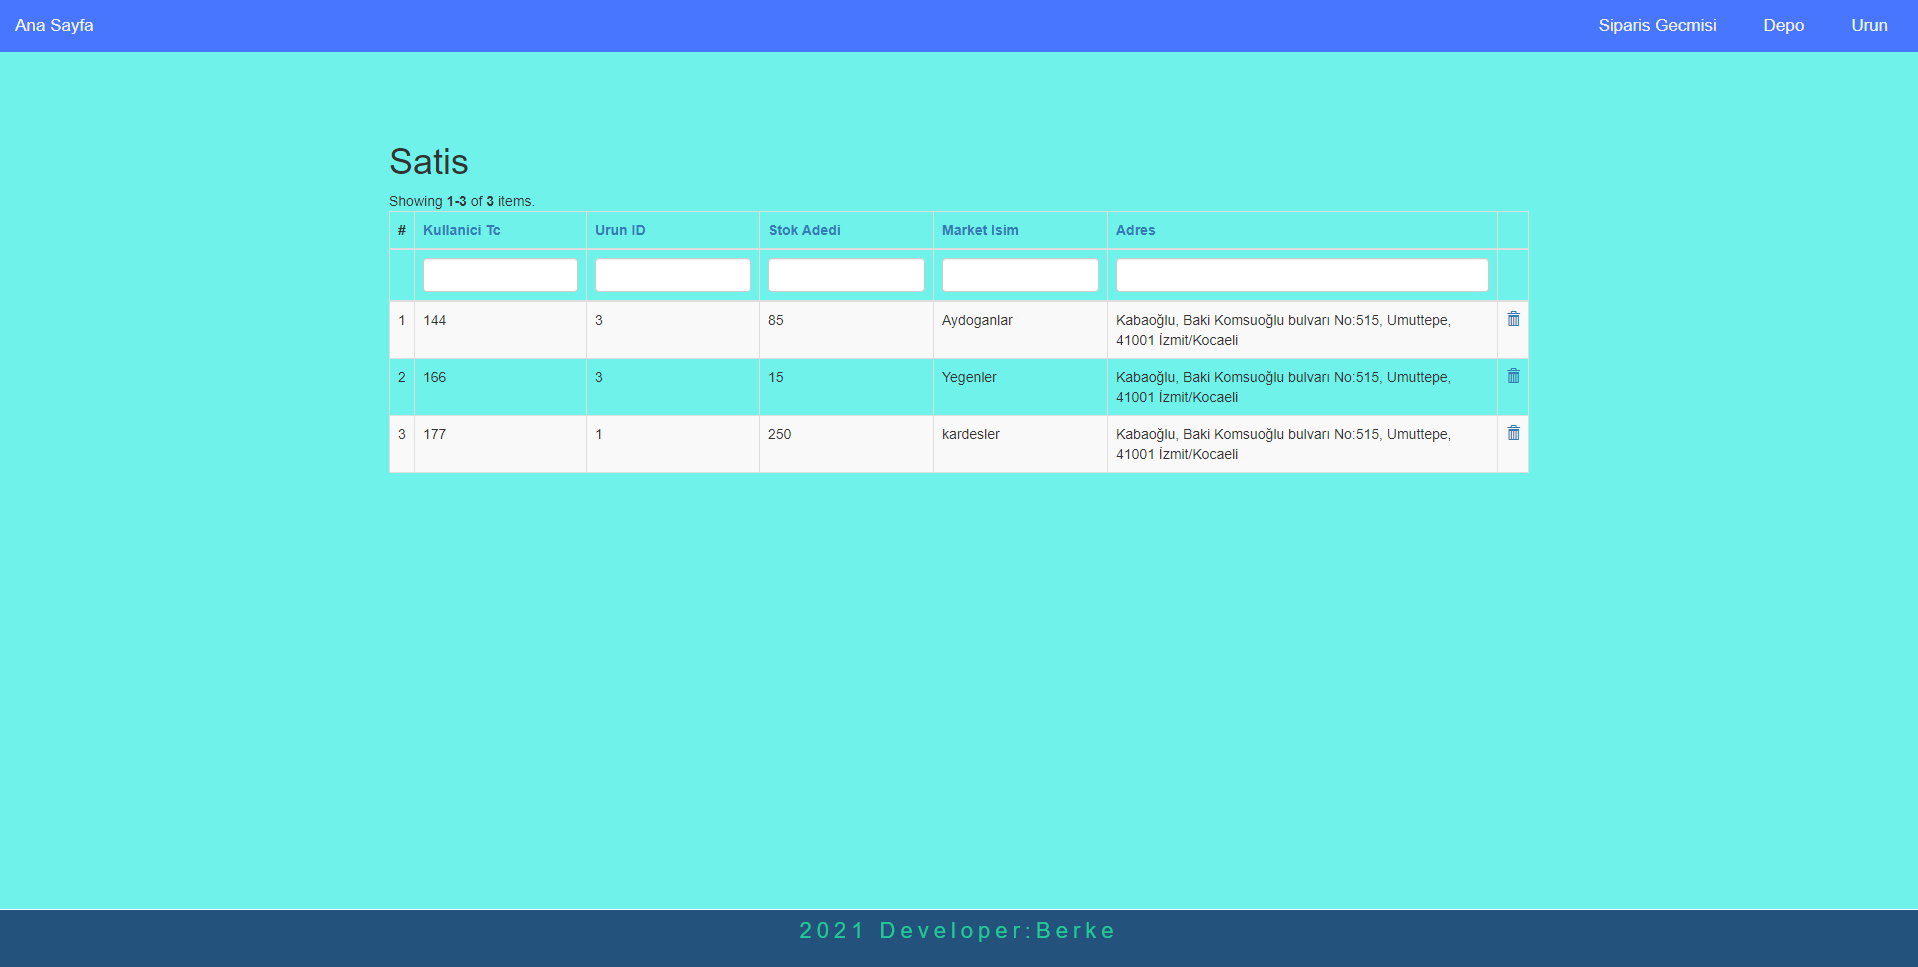 Ana Sayfa Siparis Gecmisi Depo Urun
Satis
Showing 1-3 of 3 items.
# Kullanici Tc Urun ID Stok Adedi Market Isim Adres
1 144 3 85 Aydoganlar Kabaoğlu, Baki Komsuoğlu bulvarı No:515, Umuttepe,
41001 İzmit/Kocaeli
2 166 3 15 Yegenler Kabaoğlu, Baki Komsuoğlu bulvarı No:515, Umuttepe,
41001 İzmit/Kocaeli
3 177 1 250 kardesler Kabaoğlu, Baki Komsuoğlu bulvarı No:515, Umuttepe,
41001 İzmit/Kocaeli
2021 Developer:Berke